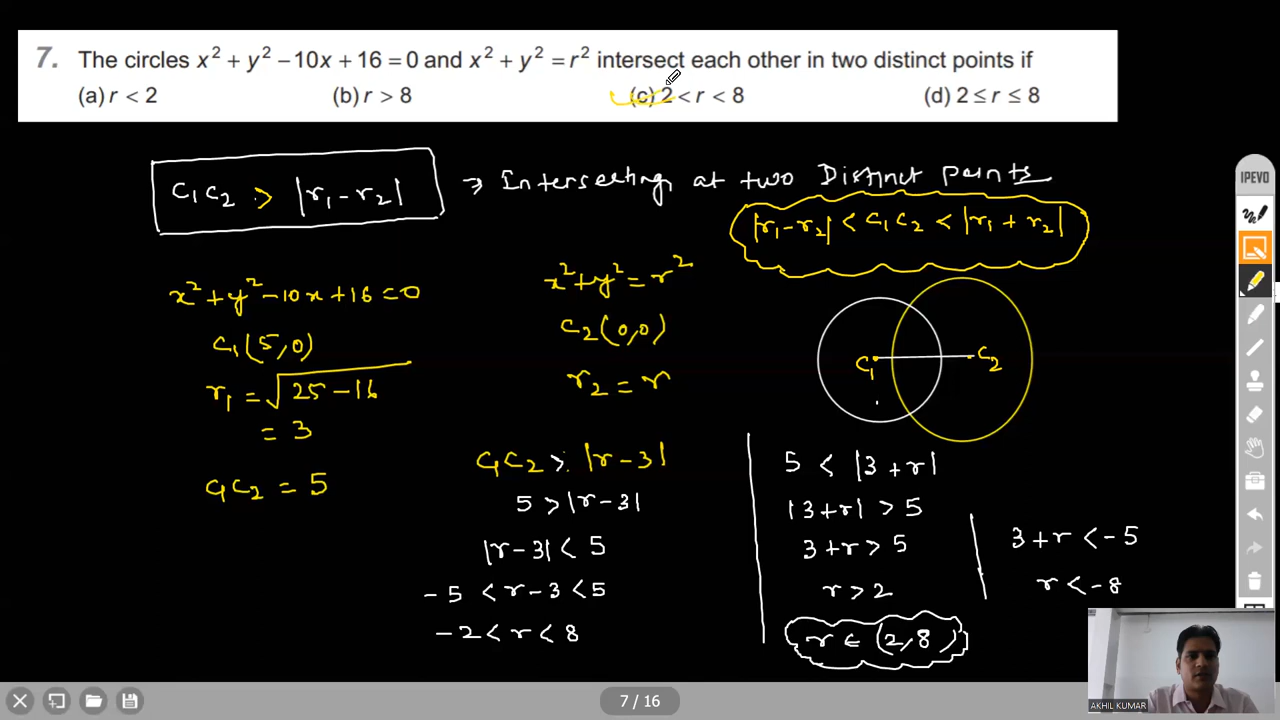 7. The circles x² + y² − 10x + 16 = 0 and x² + y² = r² intersect each other in two distinct points if
(a) r < 2 (b) r > 8 (c) 2 < r < 8 (d) 2 ≤ r ≤ 8
C₁C₂ > |r₁ − r₂| ⇒ Intersecting at two Distinct points
|r₁ − r₂| < C₁C₂ < |r₁ + r₂|
x² + y² − 10x + 16 = 0
C₁(5,0)
r₁ = √25 − 16
= 3
C₁C₂ = 5
x² + y² = r²
C₂(0,0)
r₂ = r
C₁C₂ > |r − 3|
5 > |r − 3|
|r − 3| < 5
−5 < r − 3 < 5
−2 < r < 8
C₁ C₂
5 < |3 + r|
|3 + r| > 5
3 + r > 5
r > 2
r ∈ (2,8)
3 + r < −5
r < −8
IPEVO
7 / 16
AKHIL KUMAR